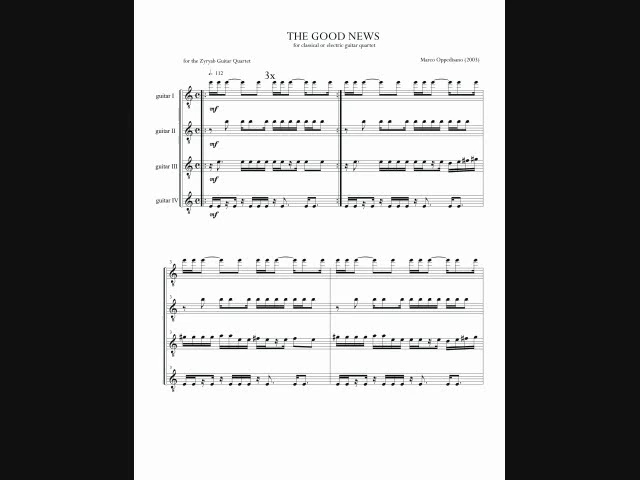 THE GOOD NEWS
for classical or electric guitar quartet
for the Zyryab Guitar Quartet
Marco Oppedisano (2003)
112
3x
guitar I
mf
guitar II
mf
guitar III
mf
guitar IV
mf